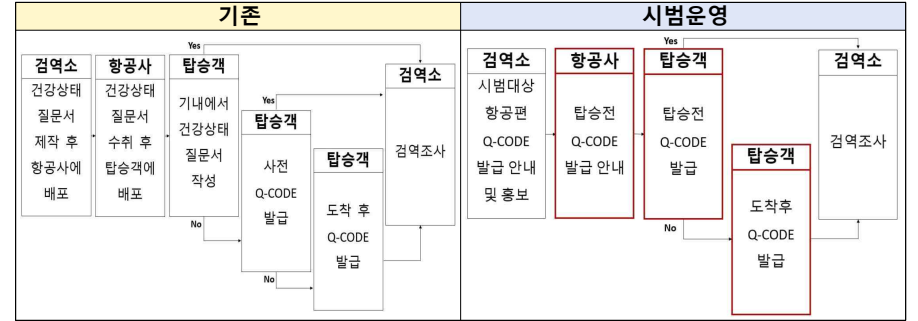 기존
시범운영
검역소
건강상태
질문서
제작 후
항공사에
배포
항공사
건강상태
질문서
수취 후
탑승객에
배포
탑승객
기내에서
건강상태
질문서
작성
Yes
No
탑승객
사전
Q-CODE
발급
Yes
No
탑승객
도착 후
Q-CODE
발급
검역소
검역조사
검역소
시범대상
항공편
Q-CODE
발급 안내
및 홍보
항공사
탑승전
Q-CODE
발급 안내
탑승객
탑승전
Q-CODE
발급
Yes
No
탑승객
도착후
Q-CODE
발급
검역소
검역조사